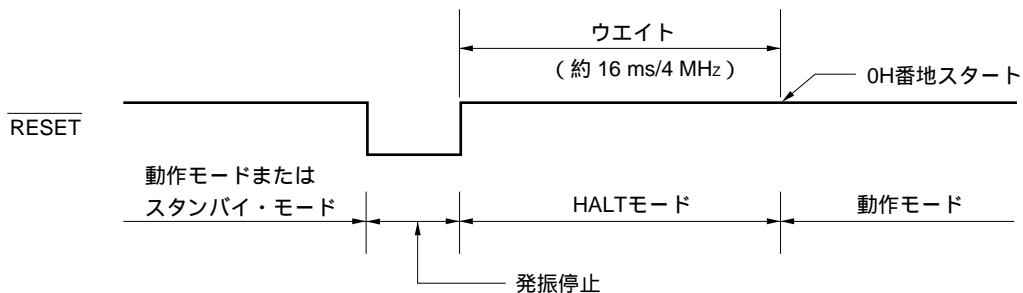 ウエイト
（約 16 ms/4 MHz）
0H番地スタート
RESET
動作モードまたは
スタンバイ・モード
HALTモード
動作モード
発振停止